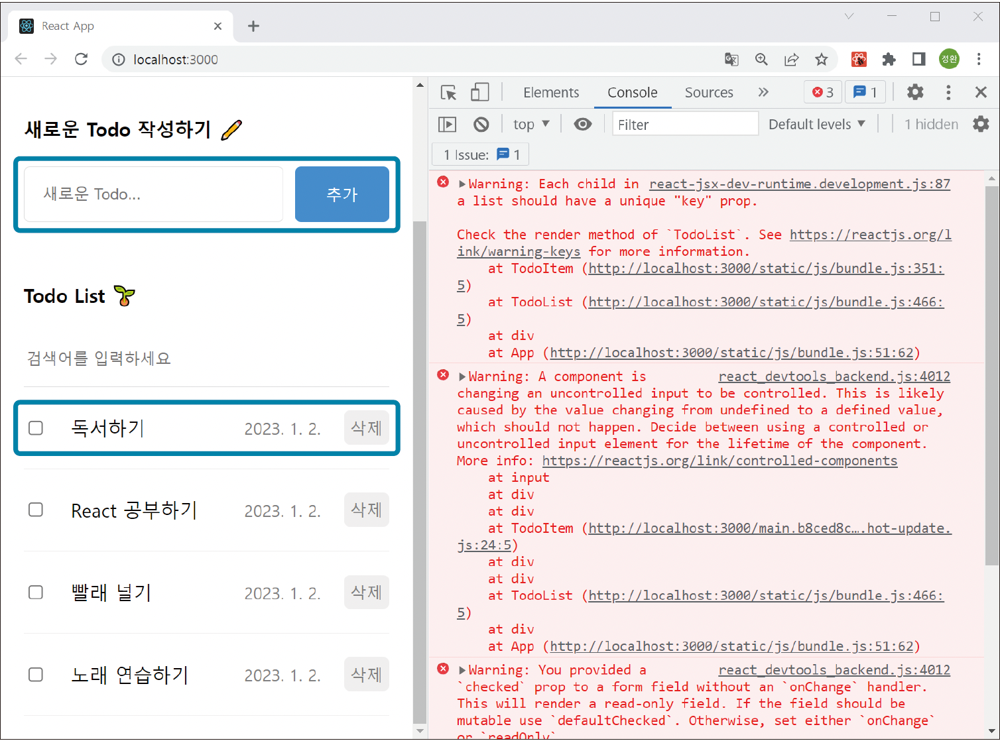 React App
localhost:3000
정환
새로운 Todo 작성하기
새로운 Todo...
추가
Todo List
검색어를 입력하세요
독서하기 2023. 1. 2. 삭제
React 공부하기 2023. 1. 2. 삭제
빨래 널기 2023. 1. 2. 삭제
노래 연습하기 2023. 1. 2. 삭제
Elements Console Sources 3 1
top Filter Default levels 1 hidden
1 Issue: 1
Warning: Each child in react-jsx-dev-runtime.development.js:87
a list should have a unique "key" prop.
Check the render method of `TodoList`. See https://reactjs.org/l
ink/warning-keys for more information.
at TodoItem (http://localhost:3000/static/js/bundle.js:351:
5)
at TodoList (http://localhost:3000/static/js/bundle.js:466:
5)
at div
at App (http://localhost:3000/static/js/bundle.js:51:62)
Warning: A component is react_devtools_backend.js:4012
changing an uncontrolled input to be controlled. This is likely
caused by the value changing from undefined to a defined value,
which should not happen. Decide between using a controlled or
uncontrolled input element for the lifetime of the component.
More info: https://reactjs.org/link/controlled-components
at input
at div
at div
at TodoItem (http://localhost:3000/main.b8ced8c….hot-update.
js:24:5)
at div
at div
at TodoList (http://localhost:3000/static/js/bundle.js:466:
5)
at div
at App (http://localhost:3000/static/js/bundle.js:51:62)
Warning: You provided a react_devtools_backend.js:4012
`checked` prop to a form field without an `onChange` handler.
This will render a read-only field. If the field should be
mutable use `defaultChecked`. Otherwise, set either `onChange`
or `readOnly`